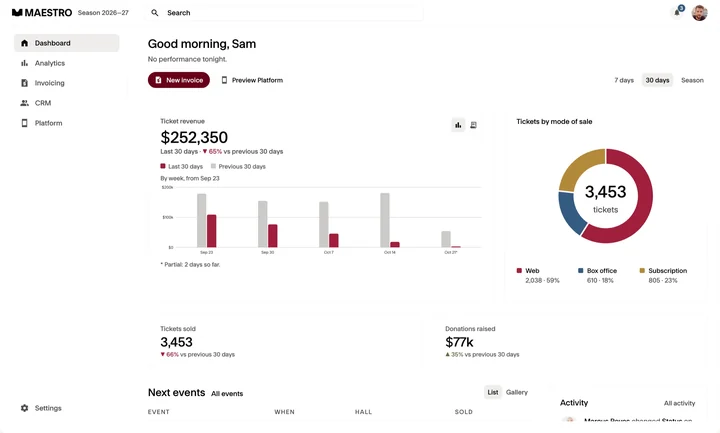 MAESTRO Season 2026–27
Search
3
Dashboard
Analytics
Invoicing
CRM
Platform
Settings
Good morning, Sam
No performance tonight.
New invoice
Preview Platform
7 days
30 days
Season
Ticket revenue
$252,350
Last 30 days · ▼ 65% vs previous 30 days
Last 30 days
Previous 30 days
By week, from Sep 23
$200k
$100k
$0
Sep 23
Sep 30
Oct 7
Oct 14
Oct 21*
* Partial: 2 days so far.
Tickets by mode of sale
3,453
tickets
Web
2,038 · 59%
Box office
610 · 18%
Subscription
805 · 23%
Tickets sold
3,453
▼ 66% vs previous 30 days
Donations raised
$77k
▲ 35% vs previous 30 days
Next events All events
List
Gallery
EVENT
WHEN
HALL
SOLD
Activity
All activity
Marcus Reyes changed Status on